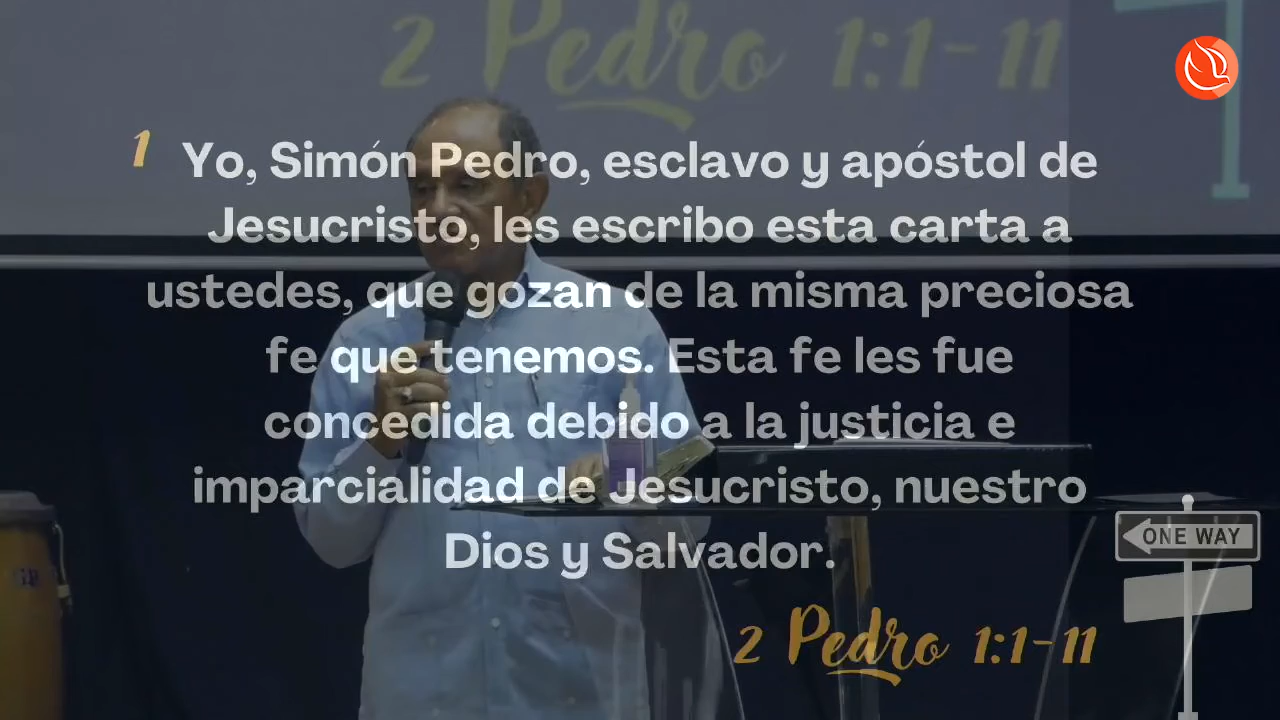 2 Pedro 1:1-11
1 Yo, Simón Pedro, esclavo y apóstol de
Jesucristo, les escribo esta carta a
ustedes, que gozan de la misma preciosa
fe que tenemos. Esta fe les fue
concedida debido a la justicia e
imparcialidad de Jesucristo, nuestro
Dios y Salvador.
ONE WAY
2 Pedro 1:1-11